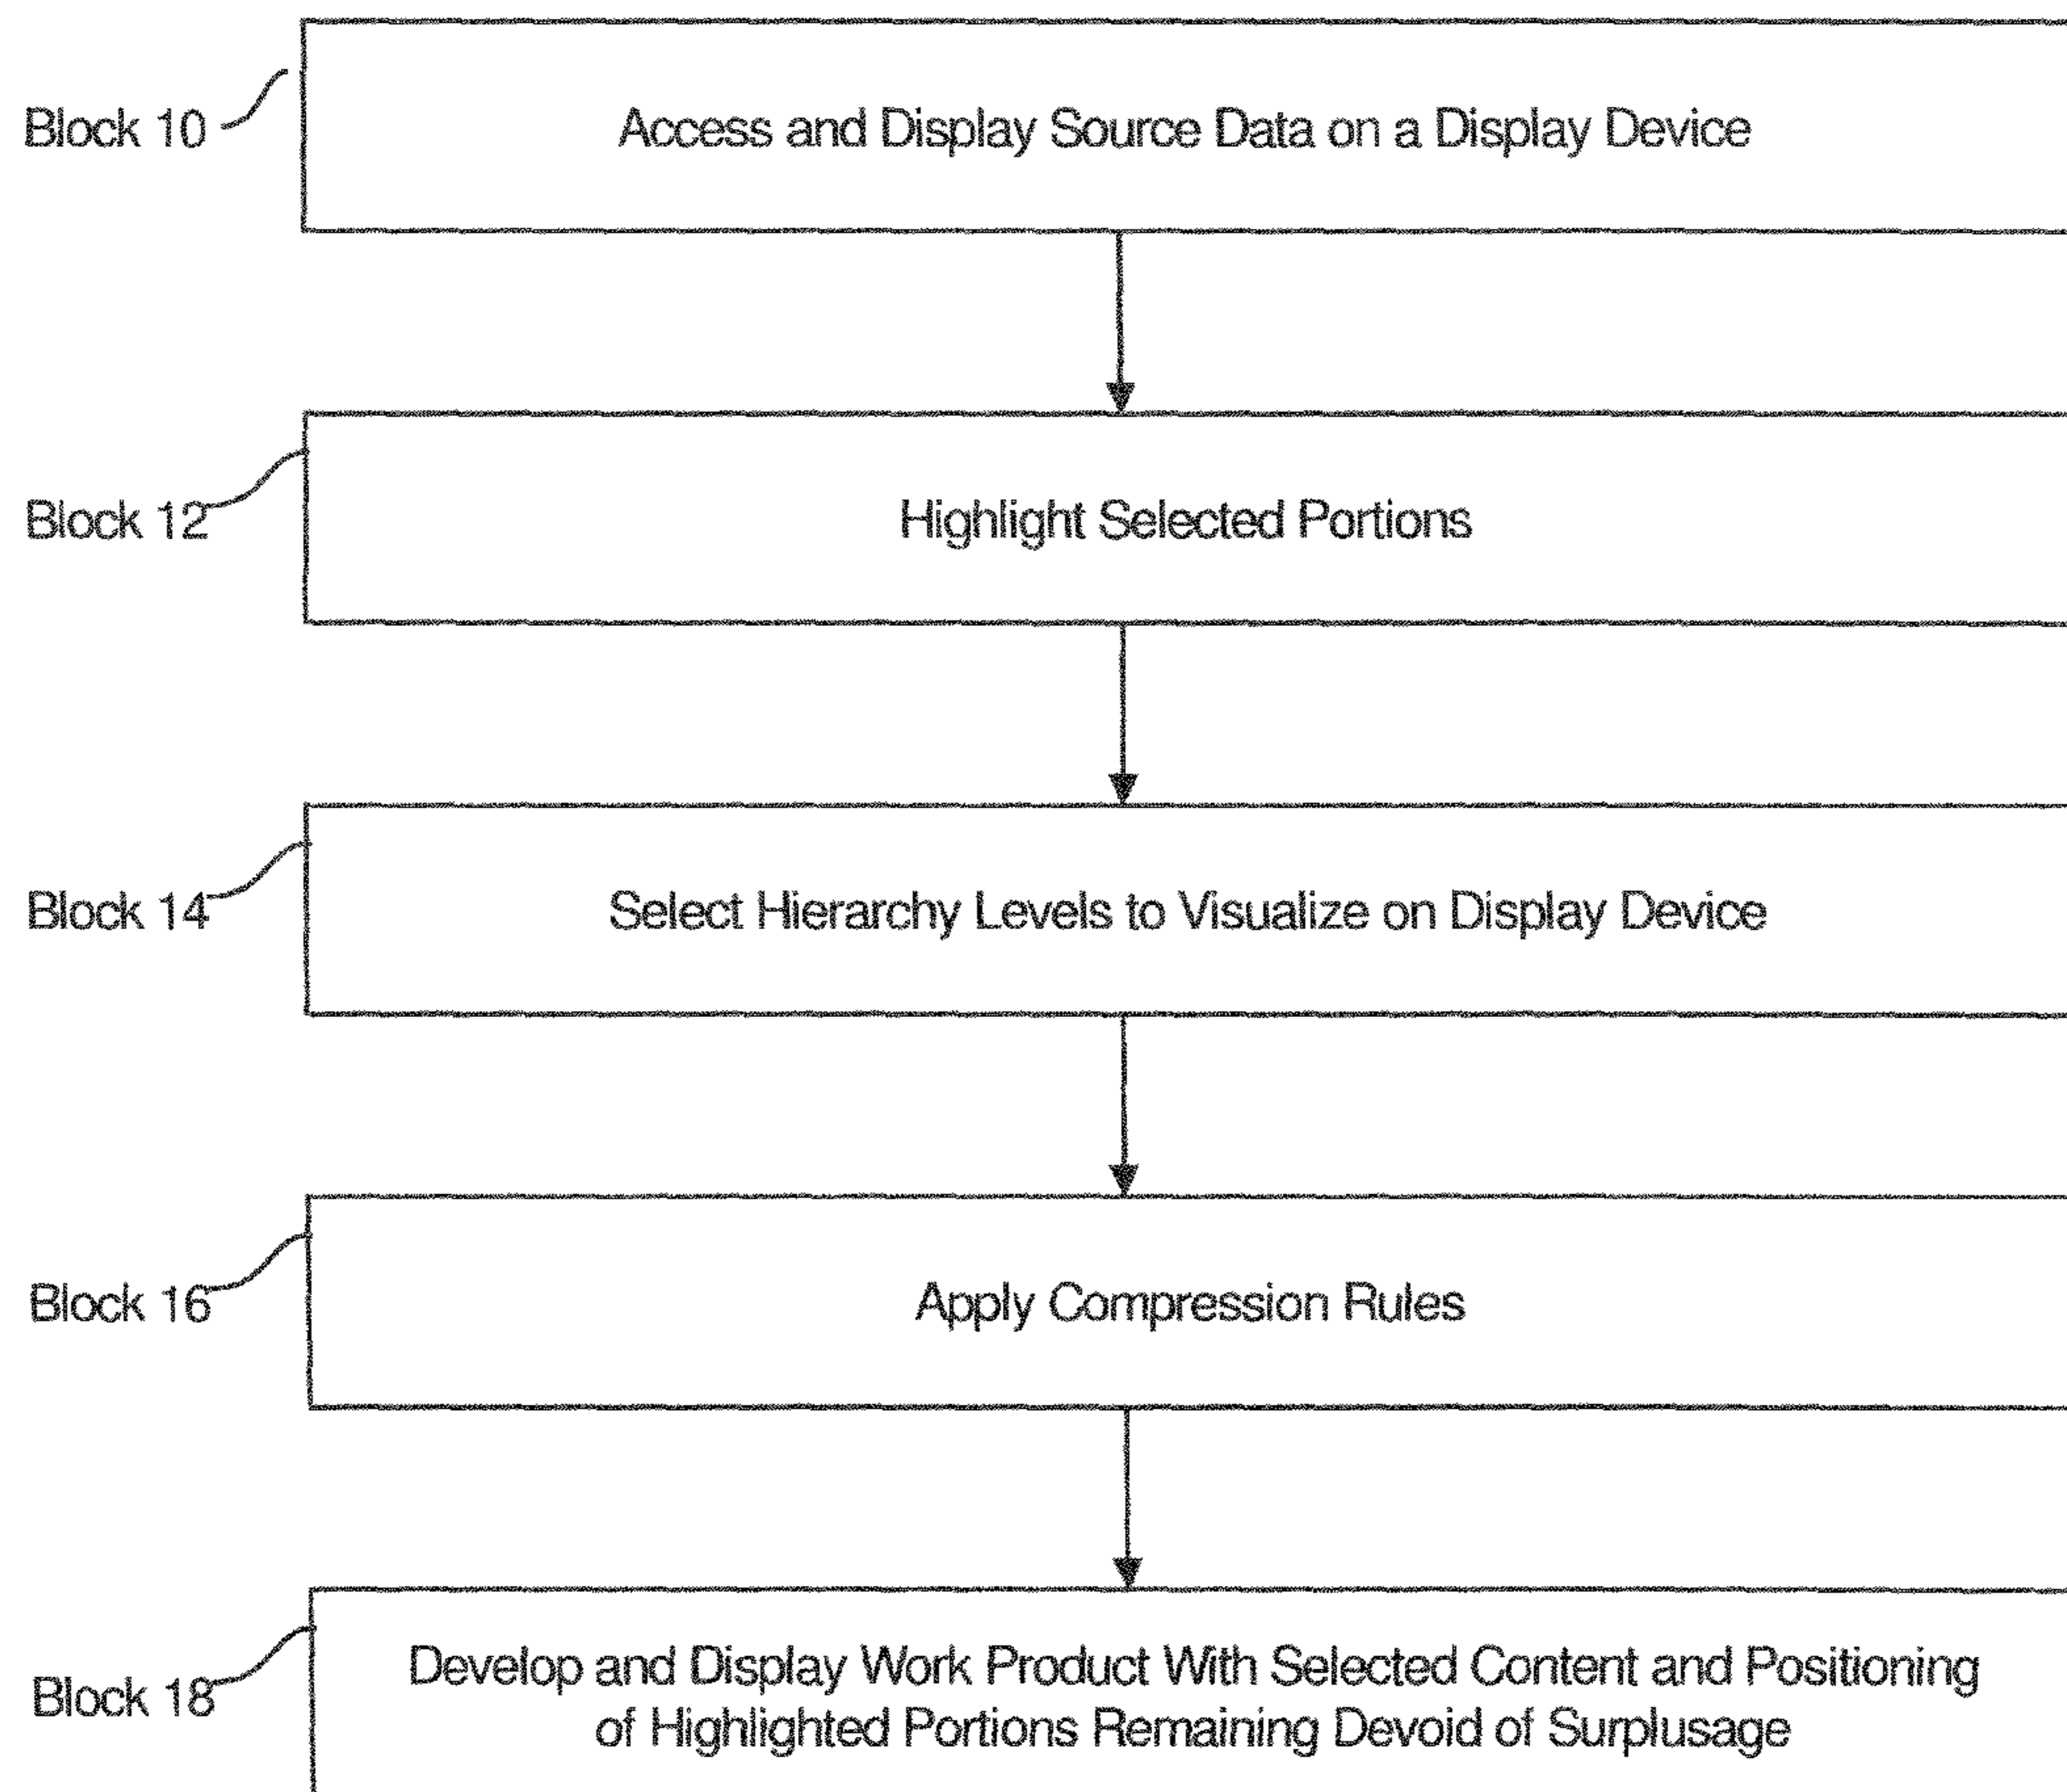 Block 10
Access and Display Source Data on a Display Device
Block 12
Highlight Selected Portions
Block 14
Select Hierarchy Levels to Visualize on Display Device
Block 16
Apply Compression Rules
Block 18
Develop and Display Work Product With Selected Content and Positioning
of Highlighted Portions Remaining Devoid of Surplusage